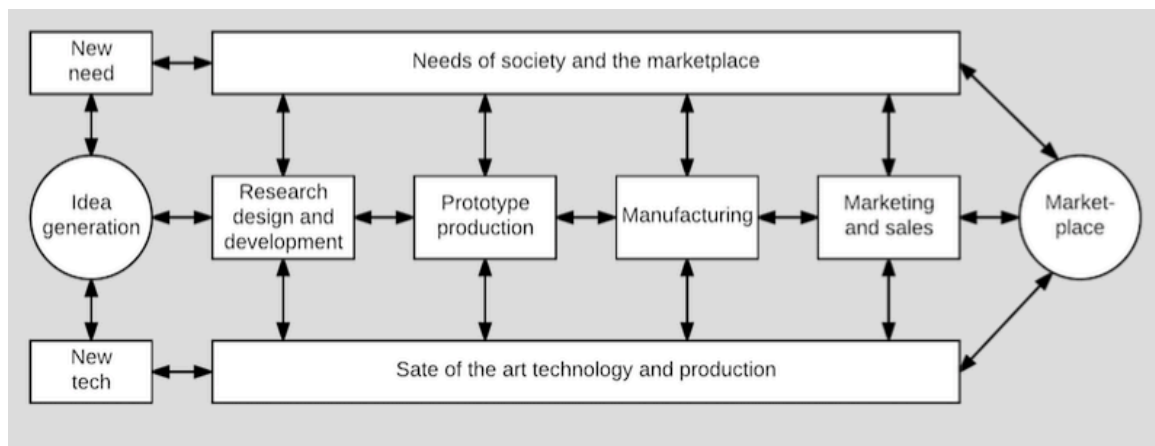 New
need
Needs of society and the marketplace
Idea
generation
Research
design and
development
Prototype
production
Manufacturing
Marketing
and sales
Market-
place
New
tech
Sate of the art technology and production